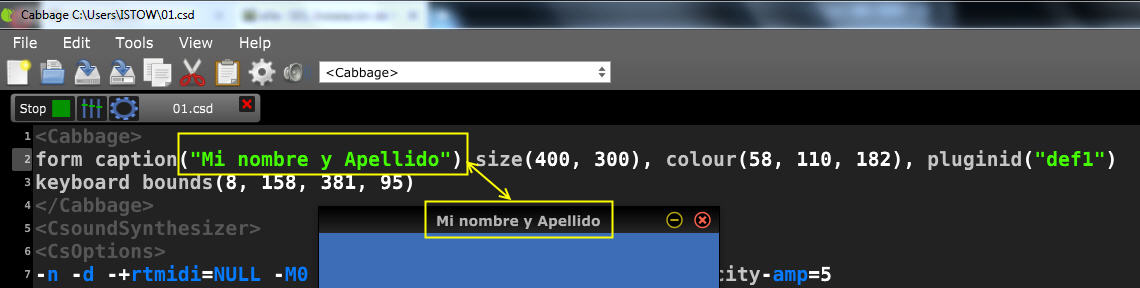 Cabbage C:\Users\ISTOW\01.csd
File Edit Tools View Help
<Cabbage>
Stop 01.csd
1 <Cabbage>
2 form caption("Mi nombre y Apellido") size(400, 300), colour(58, 110, 182), pluginid("def1")
3 keyboard bounds(8, 158, 381, 95)
4 </Cabbage>
5 <CsoundSynthesizer>
Mi nombre y Apellido
6 <CsOptions>
7 -n -d -+rtmidi=NULL -M0 city-amp=5